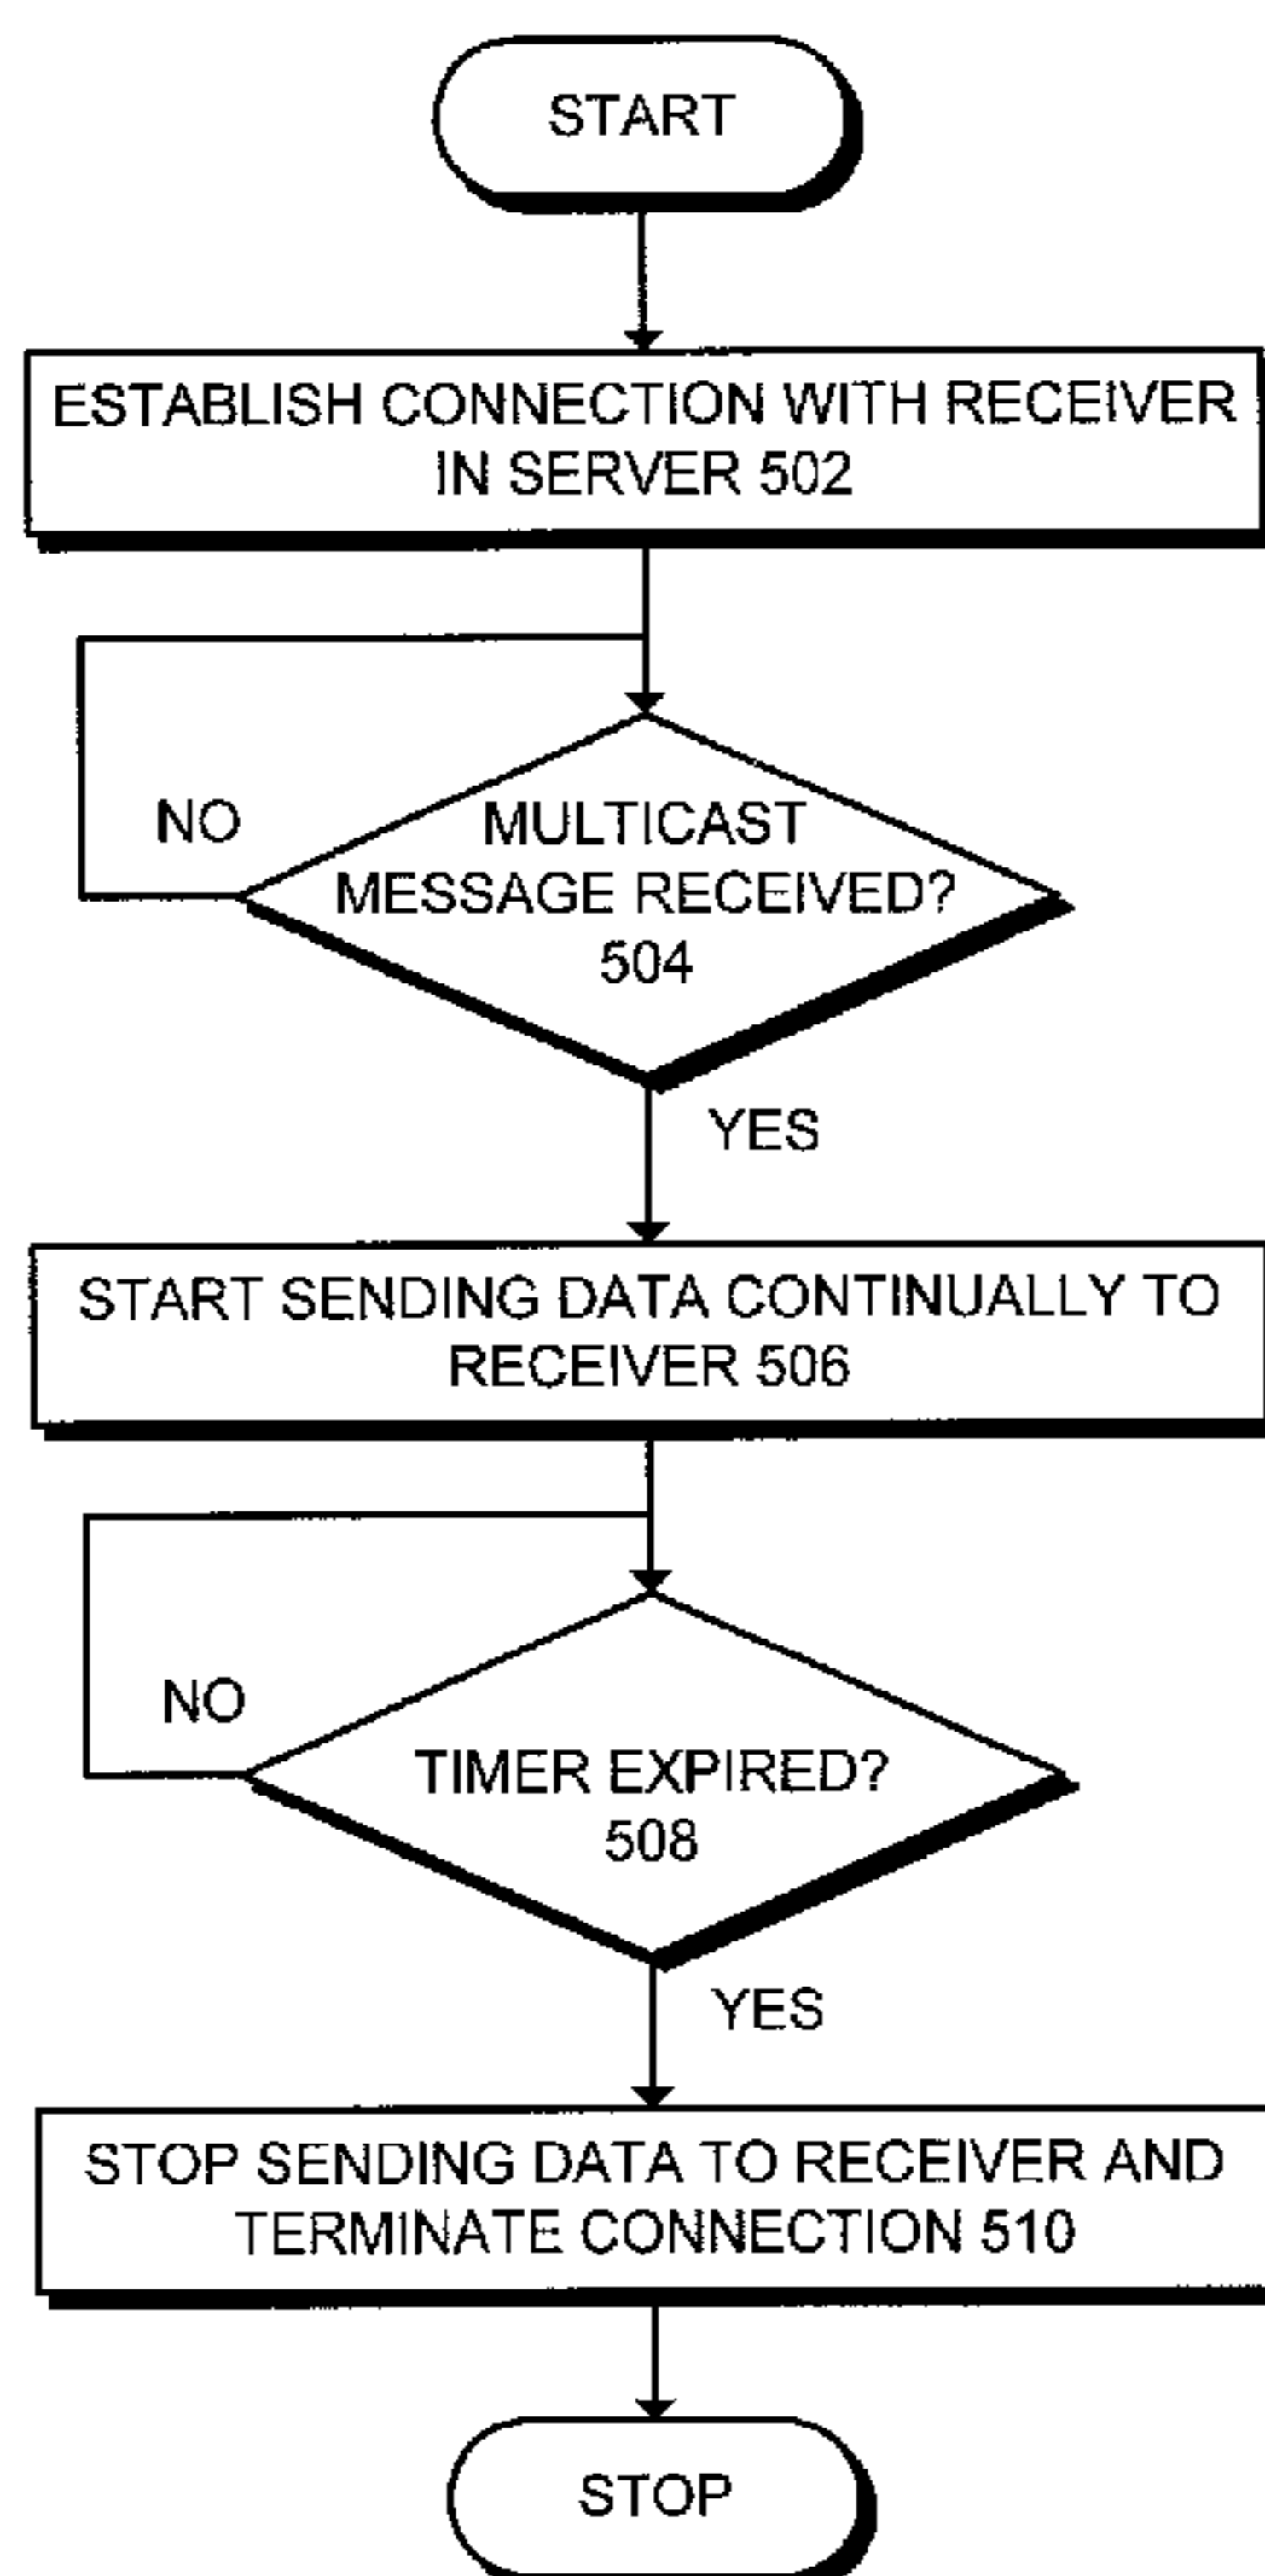 START
ESTABLISH CONNECTION WITH RECEIVER
IN SERVER 502
NO
MULTICAST
MESSAGE RECEIVED?
504
YES
START SENDING DATA CONTINUALLY TO
RECEIVER 506
NO
TIMER EXPIRED?
508
YES
STOP SENDING DATA TO RECEIVER AND
TERMINATE CONNECTION 510
STOP